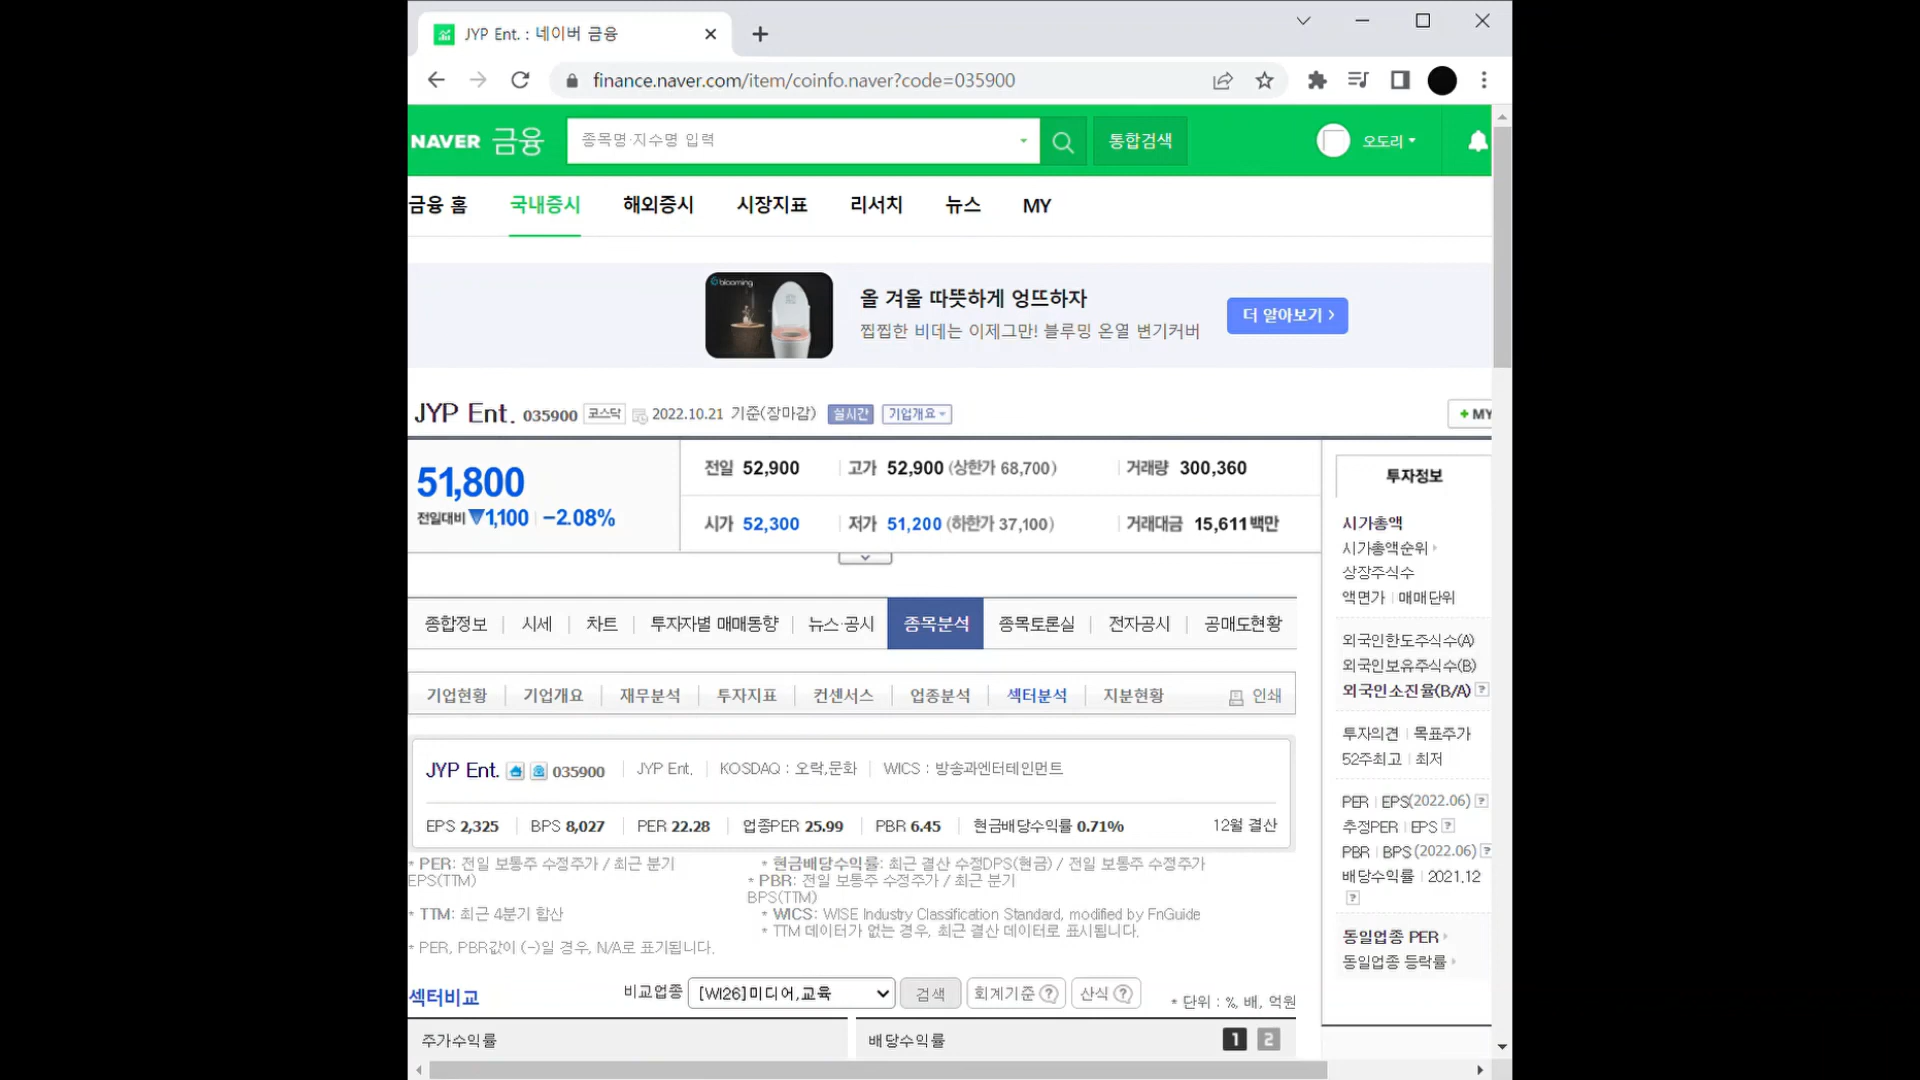 JYP Ent. : 네이버 금융
finance.naver.com/item/coinfo.naver?code=035900
NAVER 금융
종목명·지수명 입력
통합검색
오도리
금융 홈
국내증시
해외증시
시장지표
리서치
뉴스
MY
blooming
올 겨울 따뜻하게 엉뜨하자
찝찝한 비데는 이제그만! 블루밍 온열 변기커버
더 알아보기 >
JYP Ent. 035900 코스닥 2022.10.21 기준(장마감) 실시간 기업개요
+ MY
51,800
전일대비 ▼1,100 -2.08%
전일 52,900 고가 52,900 (상한가 68,700) 거래량 300,360
시가 52,300 저가 51,200 (하한가 37,100) 거래대금 15,611백만
종합정보 시세 차트 투자자별 매매동향 뉴스·공시 종목분석 종목토론실 전자공시 공매도현황
기업현황 기업개요 재무분석 투자지표 컨센서스 업종분석 섹터분석 지분현황 인쇄
JYP Ent. 035900 JYP Ent. KOSDAQ : 오락,문화 WICS : 방송과엔터테인먼트
EPS 2,325 BPS 8,027 PER 22.28 업종PER 25.99 PBR 6.45 현금배당수익률 0.71% 12월 결산
* PER: 전일 보통주 수정주가 / 최근 분기
EPS(TTM)
* TTM: 최근 4분기 합산
* PER, PBR값이 (-)일 경우, N/A로 표기됩니다.
* 현금배당수익률: 최근 결산 수정DPS(현금) / 전일 보통주 수정주가
* PBR: 전일 보통주 수정주가 / 최근 분기
BPS(TTM)
* WICS: WISE Industry Classification Standard, modified by FnGuide
* TTM 데이터가 없는 경우, 최근 결산 데이터로 표시됩니다.
섹터비교
비교업종 [WI26]미디어,교육 검색 회계기준 ? 산식 ? * 단위 : %, 배, 억원
주가수익률
배당수익률 1 2
투자정보
시가총액
시가총액순위
상장주식수
액면가 | 매매단위
외국인한도주식수(A)
외국인보유주식수(B)
외국인소진율(B/A) ?
투자의견 | 목표주가
52주최고 | 최저
PER | EPS(2022.06) ?
추정PER | EPS ?
PBR | BPS (2022.06) ?
배당수익률 | 2021.12
?
동일업종 PER
동일업종 등락률